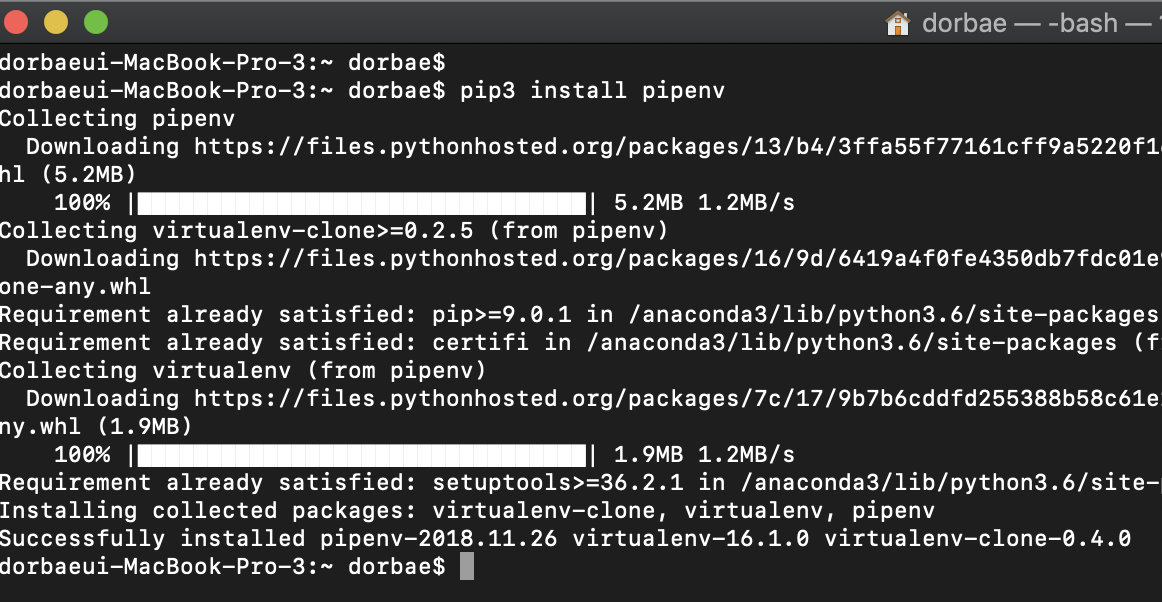 dorbae — -bash —
dorbaeui-MacBook-Pro-3:~ dorbae$
dorbaeui-MacBook-Pro-3:~ dorbae$ pip3 install pipenv
Collecting pipenv
Downloading https://files.pythonhosted.org/packages/13/b4/3ffa55f77161cff9a5220f1
hl (5.2MB)
100% |████████████████████████████████| 5.2MB 1.2MB/s
Collecting virtualenv-clone>=0.2.5 (from pipenv)
Downloading https://files.pythonhosted.org/packages/16/9d/6419a4f0fe4350db7fdc01e
one-any.whl
Requirement already satisfied: pip>=9.0.1 in /anaconda3/lib/python3.6/site-packages
Requirement already satisfied: certifi in /anaconda3/lib/python3.6/site-packages (f
Collecting virtualenv (from pipenv)
Downloading https://files.pythonhosted.org/packages/7c/17/9b7b6cddfd255388b58c61e
ny.whl (1.9MB)
100% |████████████████████████████████| 1.9MB 1.2MB/s
Requirement already satisfied: setuptools>=36.2.1 in /anaconda3/lib/python3.6/site-
Installing collected packages: virtualenv-clone, virtualenv, pipenv
Successfully installed pipenv-2018.11.26 virtualenv-16.1.0 virtualenv-clone-0.4.0
dorbaeui-MacBook-Pro-3:~ dorbae$